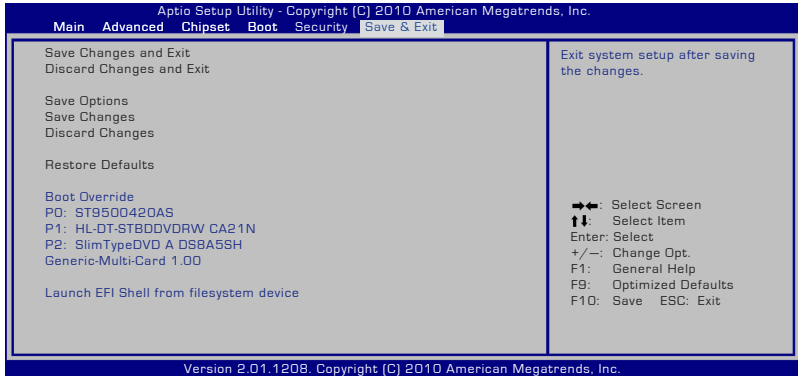 Aptio Setup Utility - Copyright (C) 2010 American Megatrends, Inc.
Main Advanced Chipset Boot Security Save & Exit
Save Changes and Exit
Discard Changes and Exit
Save Options
Save Changes
Discard Changes
Restore Defaults
Boot Override
P0: ST9500420AS
P1: HL-DT-STBDDVDRW CA21N
P2: SlimTypeDVD A DS8A5SH
Generic-Multi-Card 1.00
Launch EFI Shell from filesystem device
Exit system setup after saving
the changes.
→←: Select Screen
↑↓: Select Item
Enter: Select
+/—: Change Opt.
F1: General Help
F9: Optimized Defaults
F10: Save ESC: Exit
Version 2.01.1208. Copyright (C) 2010 American Megatrends, Inc.